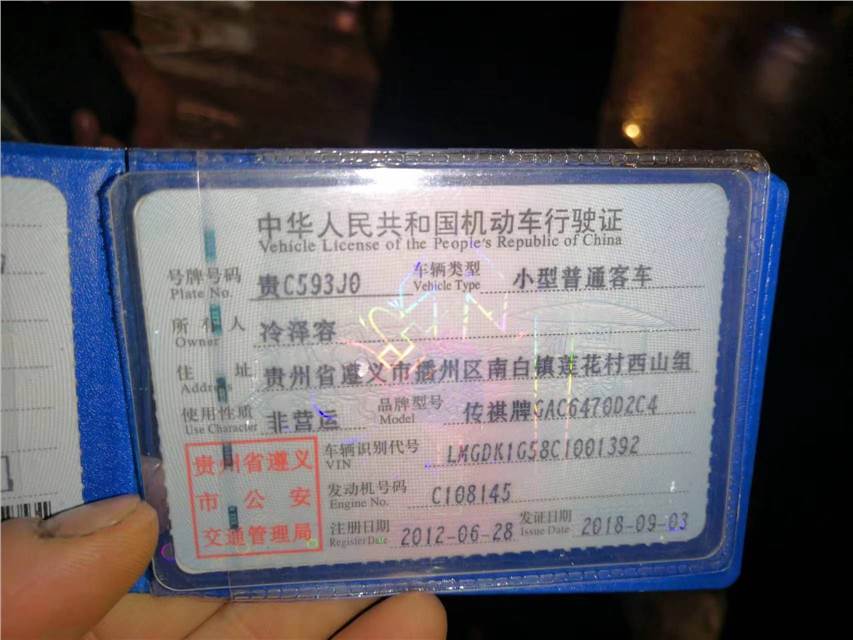 中华人民共和国机动车行驶证
Vehicle License of the People's Republic of China
号牌号码 贵C593J0 车辆类型 小型普通客车
Plate No. Vehicle Type
所有人 冷泽容
Owner
住址 贵州省遵义市播州区南白镇莲花村西山组
Address
使用性质 非营运 品牌型号 传祺牌GAC6470D2C4
Use Character Model
车辆识别代号 LMGDK1G58C1001392
VIN
发动机号码 C108145
Engine No.
注册日期 2012-06-28 发证日期 2018-09-03
Register Date Issue Date
贵州省遵义
市公安
交通管理局